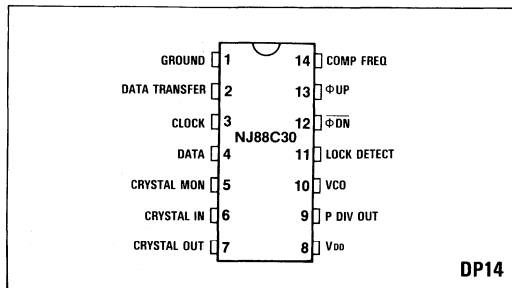 GROUND 1 14 COMP FREQ
DATA TRANSFER 2 13 ΦUP
CLOCK 3 12 ΦDN
NJ88C30
DATA 4 11 LOCK DETECT
CRYSTAL MON 5 10 VCO
CRYSTAL IN 6 9 P DIV OUT
CRYSTAL OUT 7 8 VDD
DP14